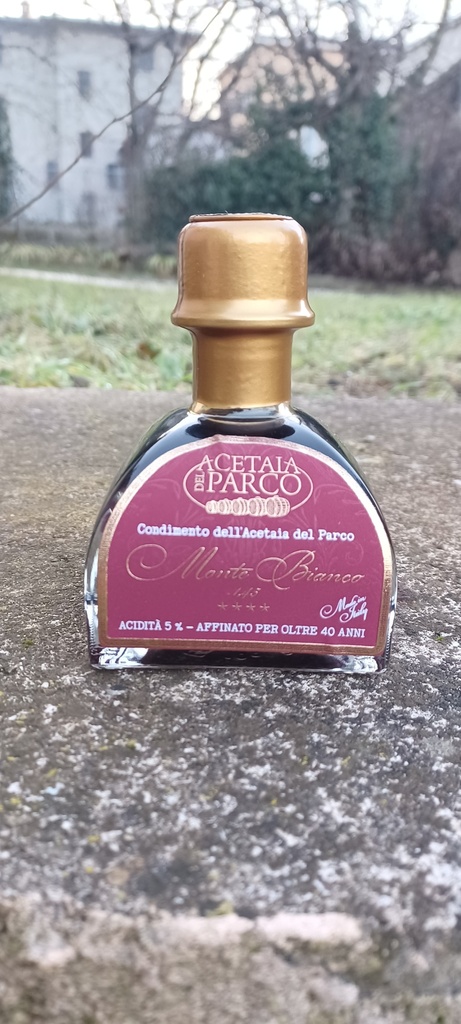 ACETAIA
DEL PARCO
Condimento dell'Acetaia del Parco
Monte Bianco
Made in
Italy
ACIDITÀ 5 % – AFFINATO PER OLTRE 40 ANNI